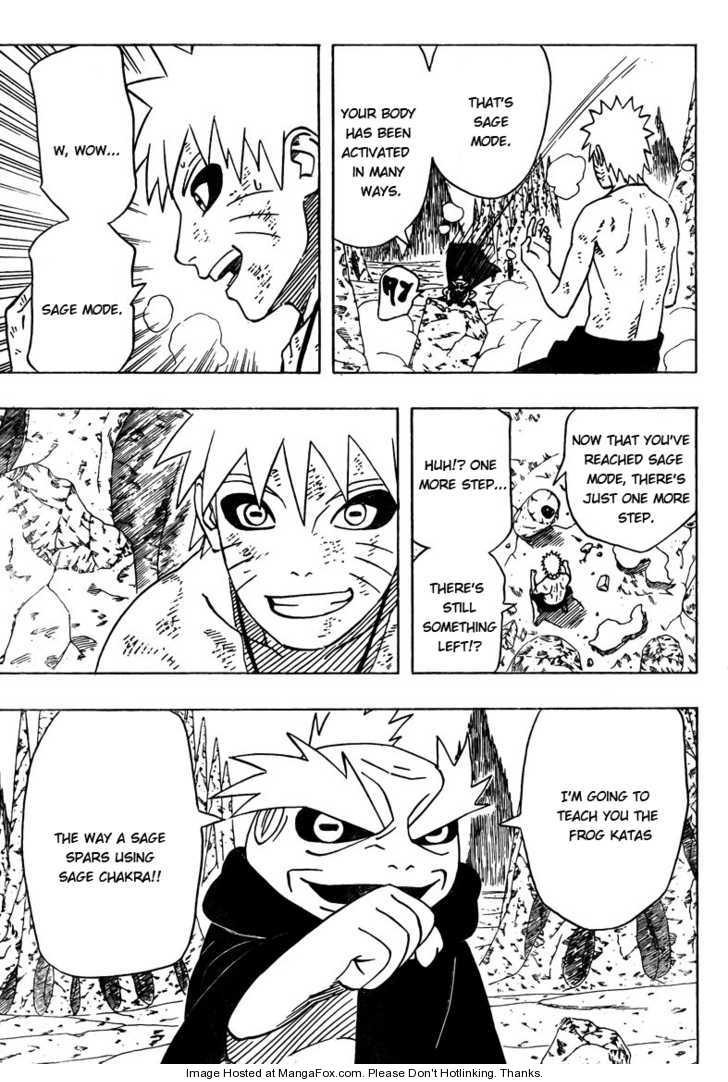 THAT'S
SAGE
MODE.
YOUR BODY
HAS BEEN
ACTIVATED
IN MANY
WAYS.
97
W, WOW...
SAGE MODE.
NOW THAT YOU'VE
REACHED SAGE
MODE, THERE'S
JUST ONE MORE
STEP.
HUH!? ONE
MORE STEP...
THERE'S
STILL
SOMETHING
LEFT!?
I'M GOING TO
TEACH YOU THE
FROG KATAS
THE WAY A SAGE
SPARS USING
SAGE CHAKRA!!
Image Hosted at MangaFox.com. Please Don't Hotlinking. Thanks.